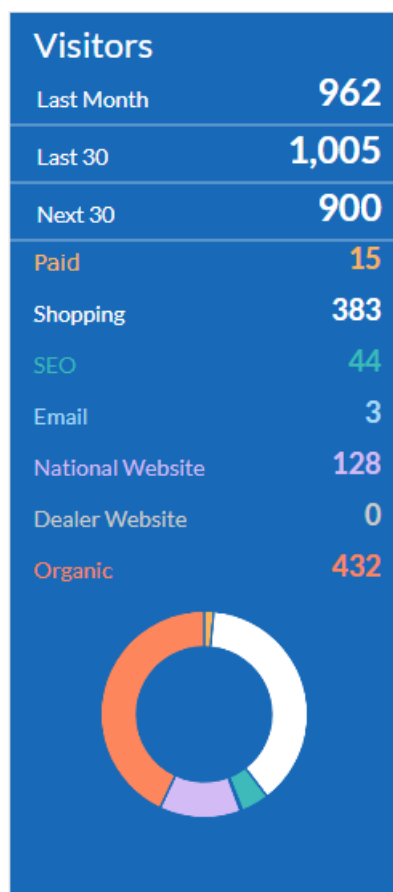 Visitors
Last Month 962
Last 30 1,005
Next 30 900
Paid 15
Shopping 383
SEO 44
Email 3
National Website 128
Dealer Website 0
Organic 432